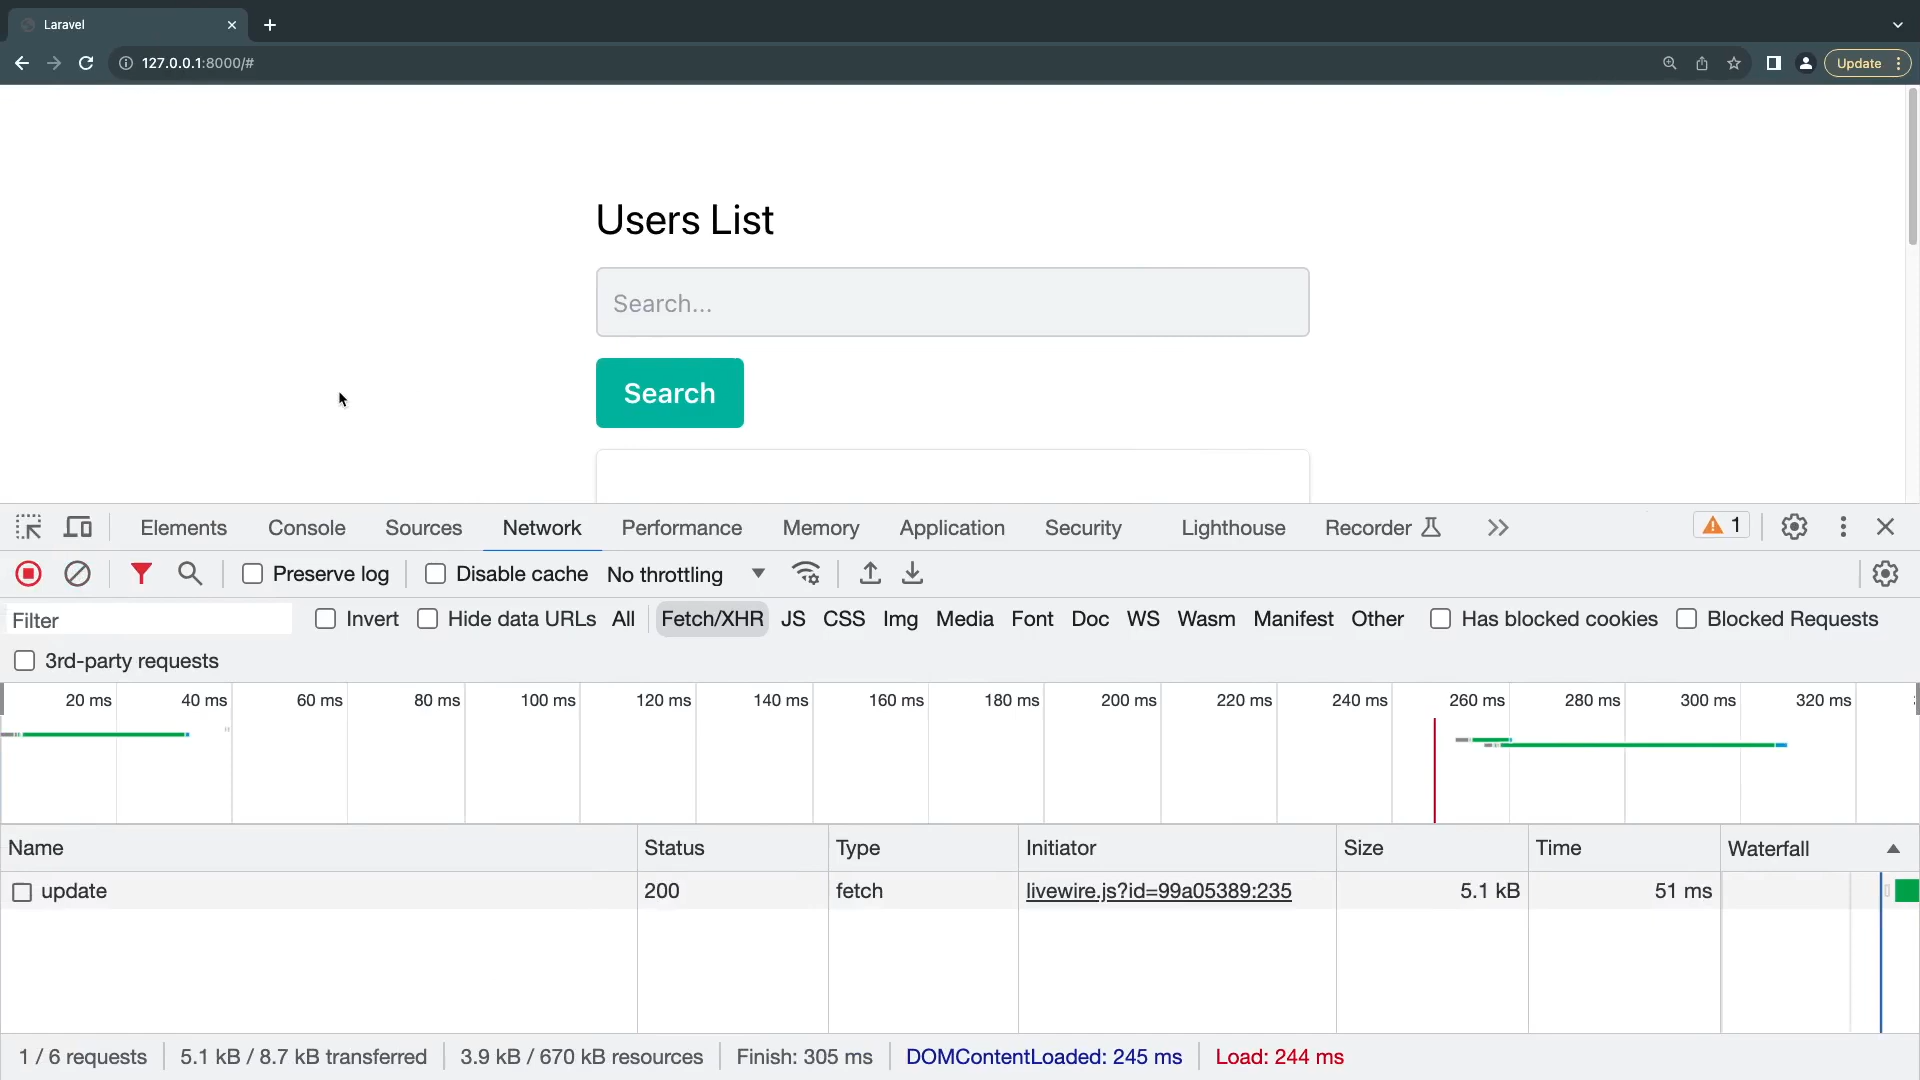 Laravel
127.0.0.1:8000/#
Update
Users List
Search...
Search
Elements Console Sources Network Performance Memory Application Security Lighthouse Recorder 1
Preserve log Disable cache No throttling
Filter Invert Hide data URLs All Fetch/XHR JS CSS Img Media Font Doc WS Wasm Manifest Other Has blocked cookies Blocked Requests
3rd-party requests
20 ms 40 ms 60 ms 80 ms 100 ms 120 ms 140 ms 160 ms 180 ms 200 ms 220 ms 240 ms 260 ms 280 ms 300 ms 320 ms
Name Status Type Initiator Size Time Waterfall
update 200 fetch livewire.js?id=99a05389:235 5.1 kB 51 ms
1 / 6 requests 5.1 kB / 8.7 kB transferred 3.9 kB / 670 kB resources Finish: 305 ms DOMContentLoaded: 245 ms Load: 244 ms